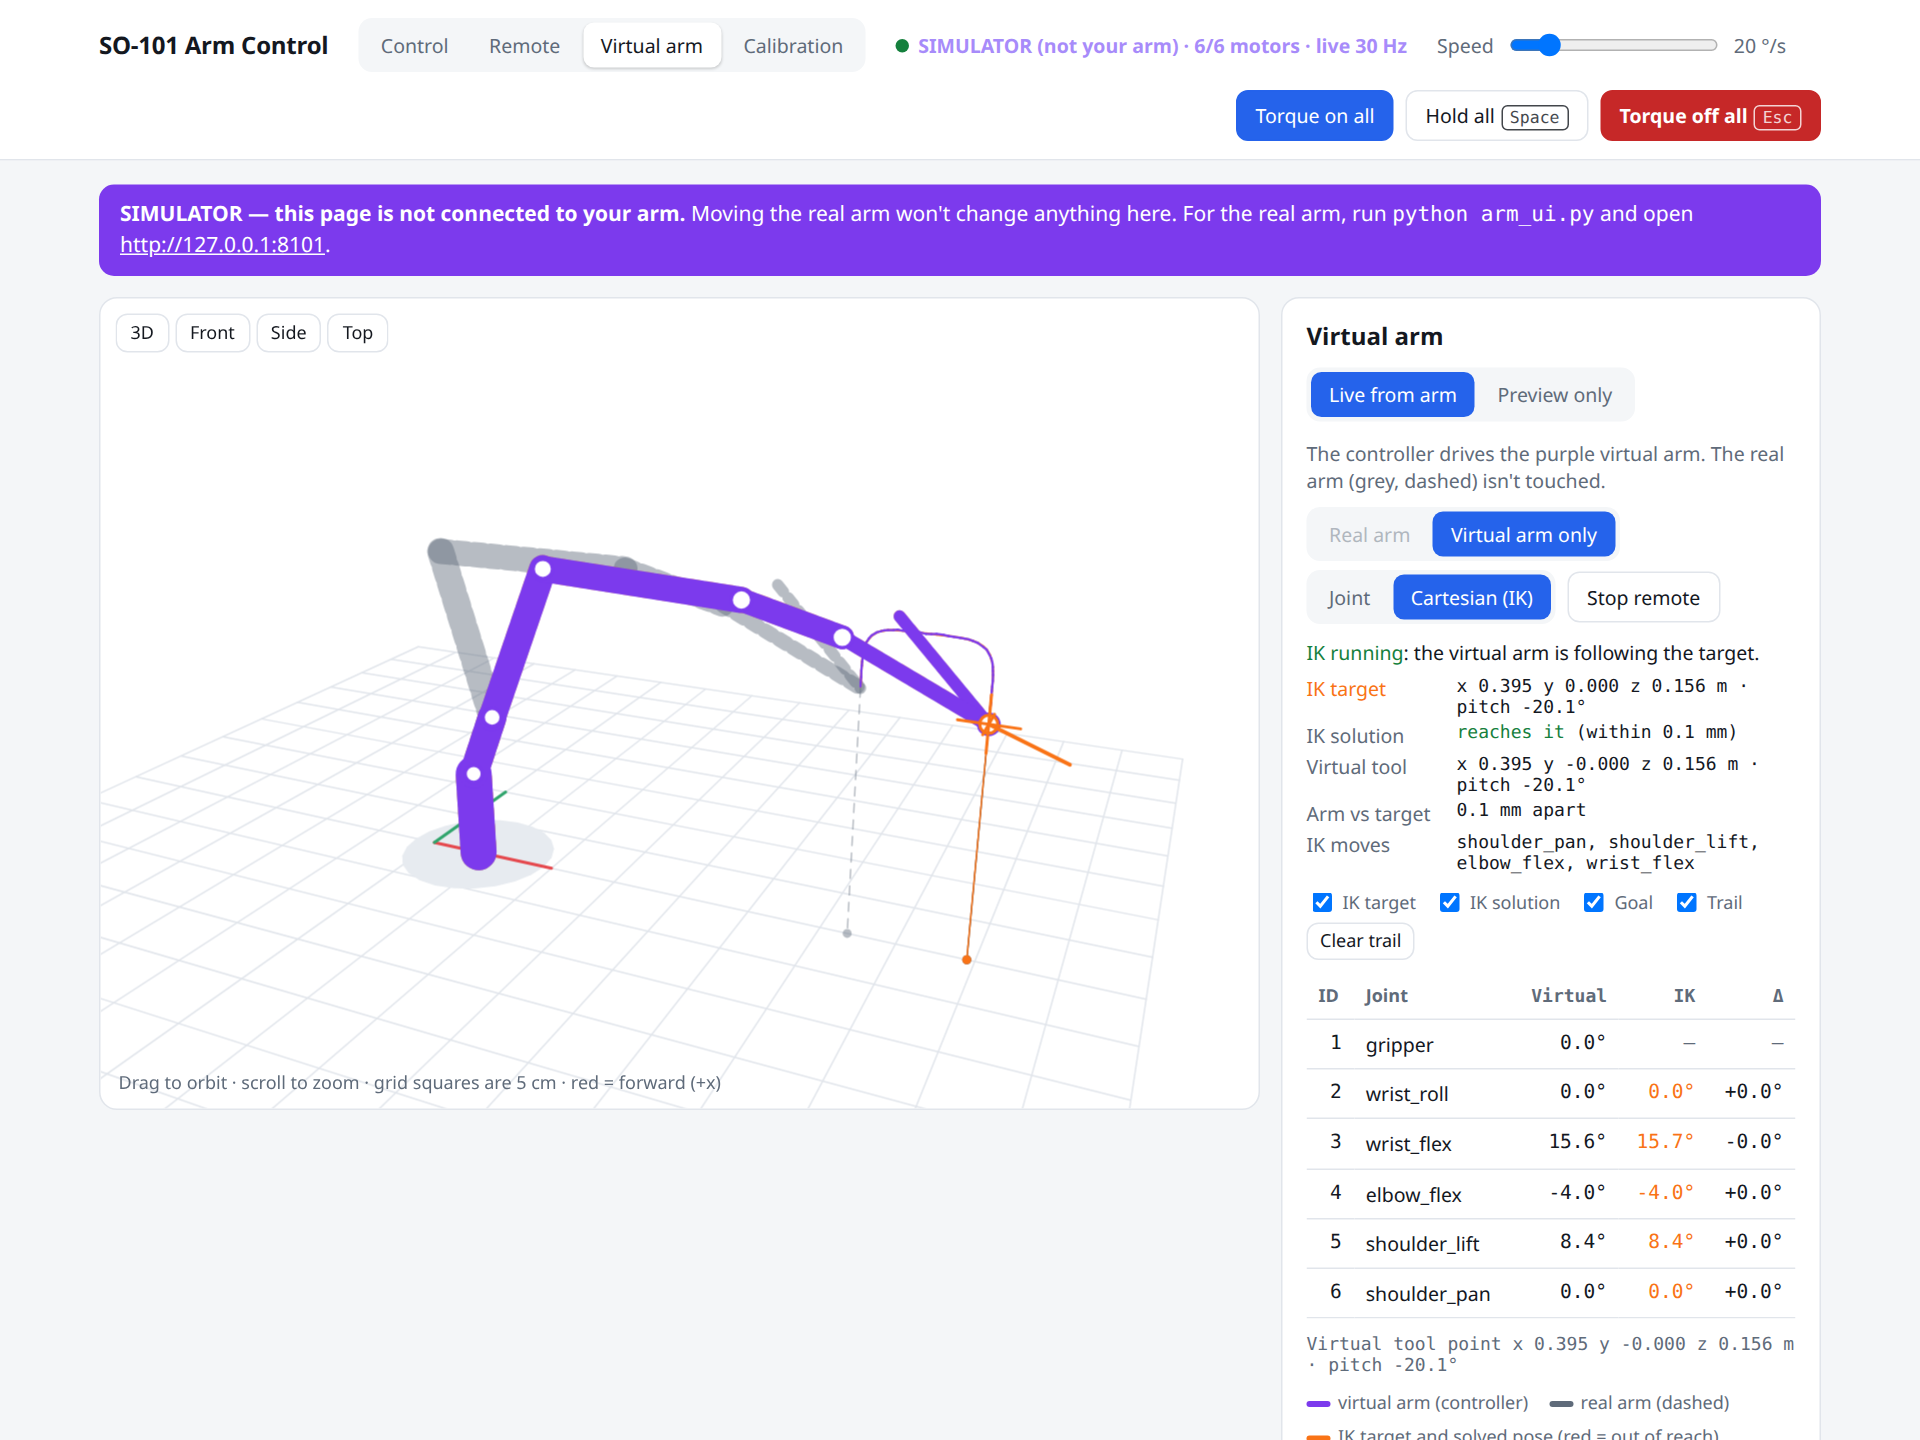 SO-101 Arm Control
Control
Remote
Virtual arm
Calibration
SIMULATOR (not your arm) · 6/6 motors · live 30 Hz
Speed
20 °/s
Torque on all
Hold all Space
Torque off all Esc
SIMULATOR — this page is not connected to your arm. Moving the real arm won't change anything here. For the real arm, run python arm_ui.py and open
http://127.0.0.1:8101.
3D
Front
Side
Top
Drag to orbit · scroll to zoom · grid squares are 5 cm · red = forward (+x)
Virtual arm
Live from arm
Preview only
The controller drives the purple virtual arm. The real
arm (grey, dashed) isn't touched.
Real arm
Virtual arm only
Joint
Cartesian (IK)
Stop remote
IK running: the virtual arm is following the target.
IK target x 0.395 y 0.000 z 0.156 m ·
pitch -20.1°
IK solution reaches it (within 0.1 mm)
Virtual tool x 0.395 y -0.000 z 0.156 m ·
pitch -20.1°
Arm vs target 0.1 mm apart
IK moves shoulder_pan, shoulder_lift,
elbow_flex, wrist_flex
IK target IK solution Goal Trail
Clear trail
ID Joint Virtual IK Δ
1 gripper 0.0° – –
2 wrist_roll 0.0° 0.0° +0.0°
3 wrist_flex 15.6° 15.7° -0.0°
4 elbow_flex -4.0° -4.0° +0.0°
5 shoulder_lift 8.4° 8.4° +0.0°
6 shoulder_pan 0.0° 0.0° +0.0°
Virtual tool point x 0.395 y -0.000 z 0.156 m
· pitch -20.1°
virtual arm (controller) real arm (dashed)
IK target and solved pose (red = out of reach)